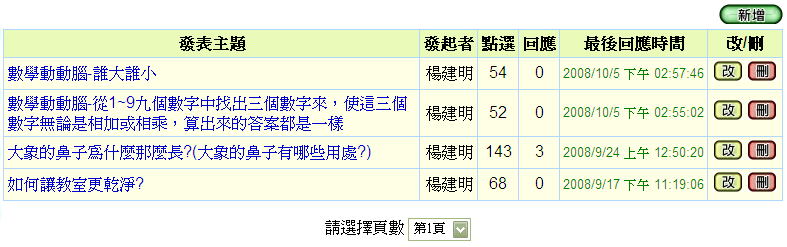 新增
發表主題 發起者 點選 回應 最後回應時間 改/刪
數學動動腦-誰大誰小 楊建明 54 0 2008/10/5 下午 02:57:46 改 刪
數學動動腦-從1~9九個數字中找出三個數字來，使這三個
數字無論是相加或相乘，算出來的答案都是一樣 楊建明 52 0 2008/10/5 下午 02:55:02 改 刪
大象的鼻子為什麼那麼長?(大象的鼻子有哪些用處?) 楊建明 143 3 2008/9/24 上午 12:50:20 改 刪
如何讓教室更乾淨? 楊建明 68 0 2008/9/17 下午 11:19:06 改 刪
請選擇頁數 第1頁